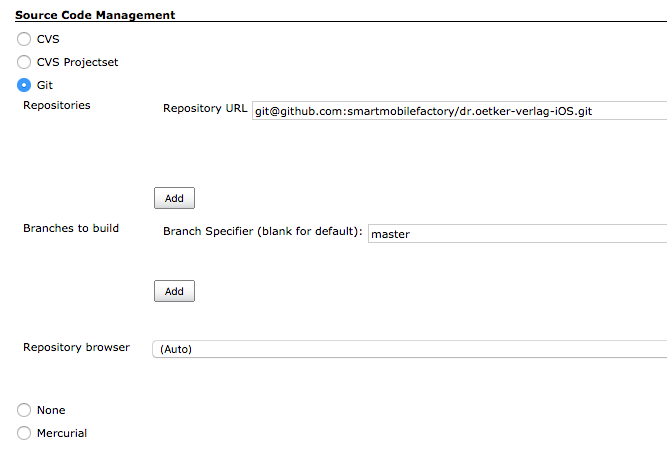 Source Code Management
CVS
CVS Projectset
Git
Repositories
Repository URL git@github.com:smartmobilefactory/dr.oetker-verlag-iOS.git
Add
Branches to build
Branch Specifier (blank for default): master
Add
Repository browser
(Auto)
None
Mercurial